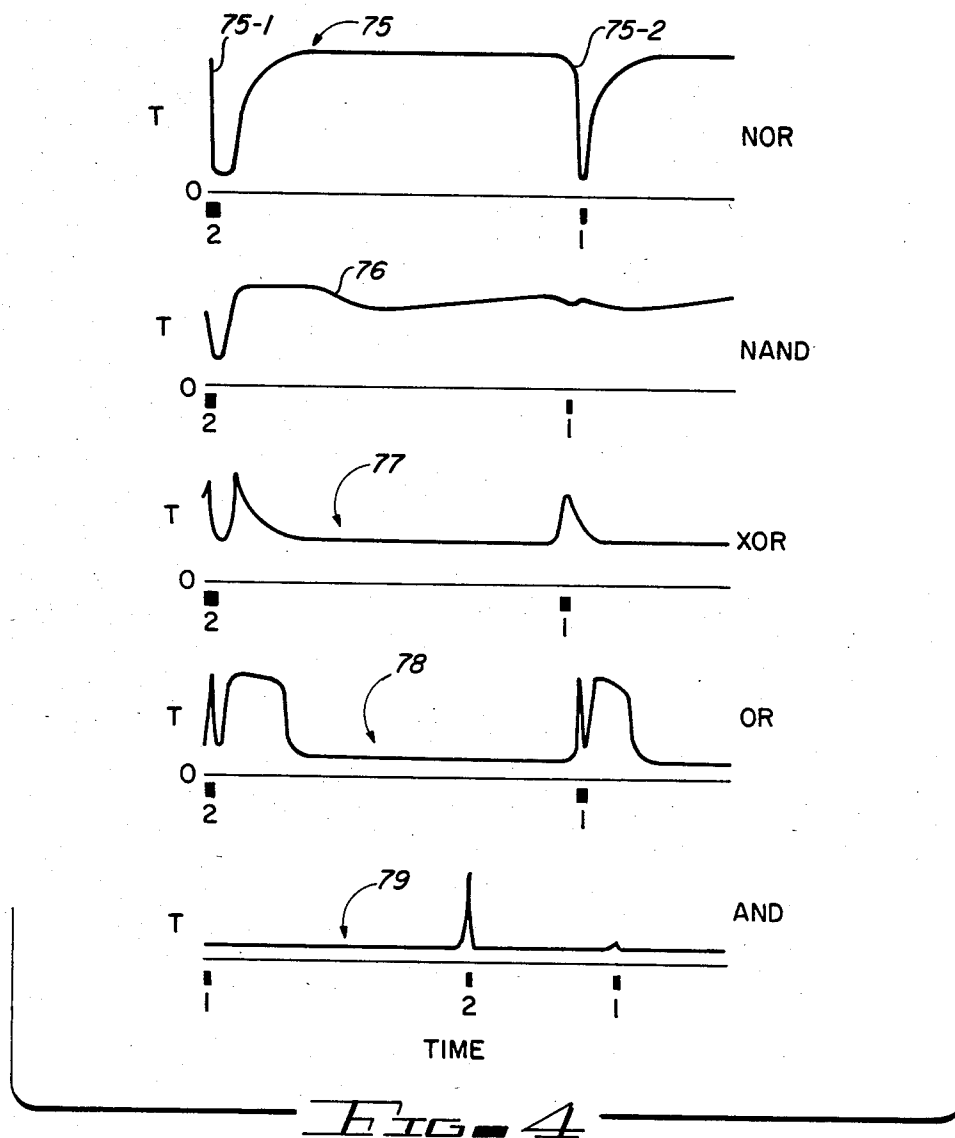 75-1 75 75-2
T NOR
0
2 1
76
T NAND
0
2 1
77
T XOR
0
2 1
78
T OR
0
2 1
79
T AND
1 2 1
TIME
FIG-4